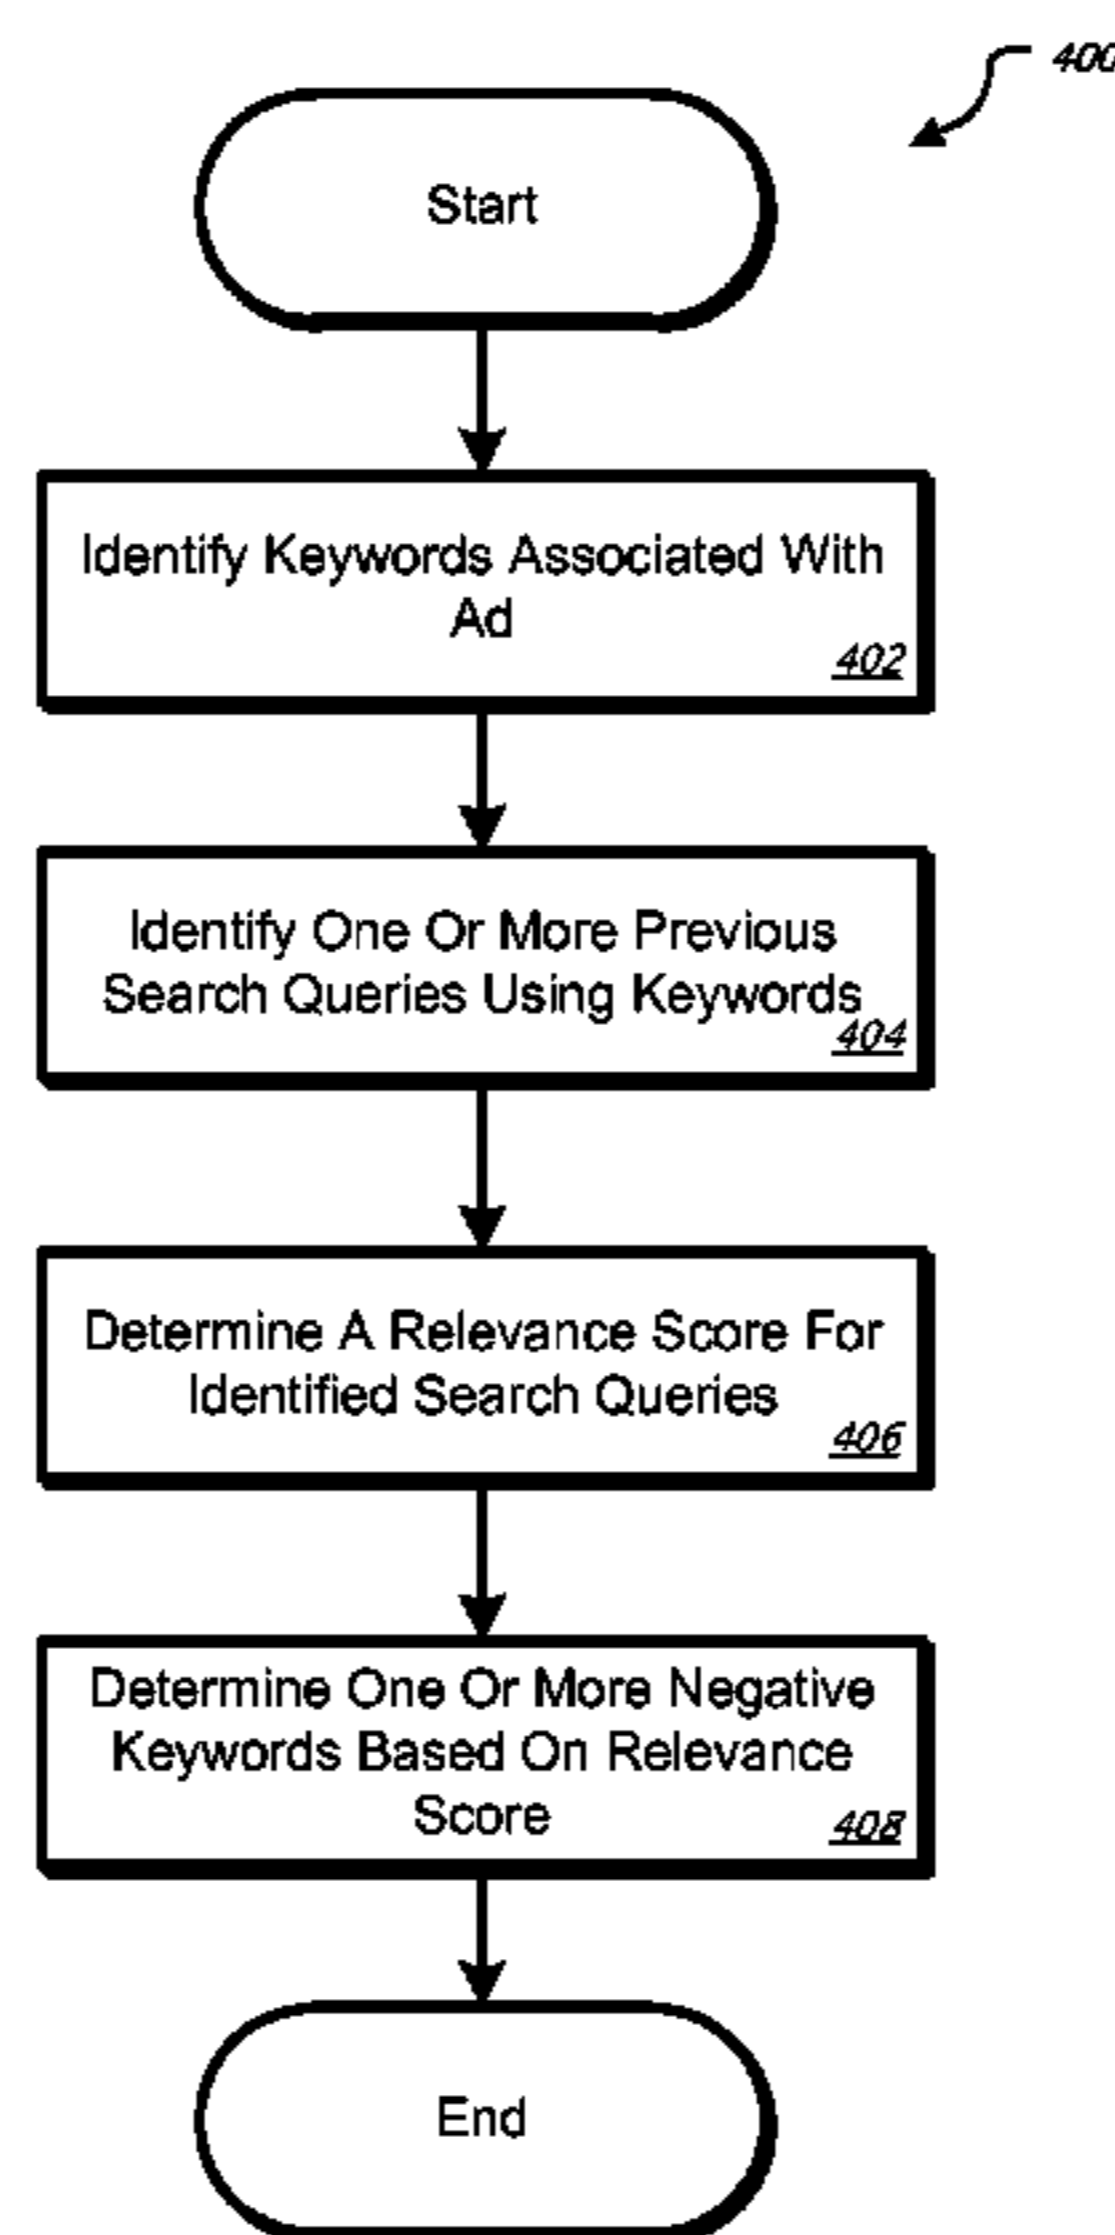 400
Start
Identify Keywords Associated With
Ad
402
Identify One Or More Previous
Search Queries Using Keywords
404
Determine A Relevance Score For
Identified Search Queries
406
Determine One Or More Negative
Keywords Based On Relevance
Score
408
End